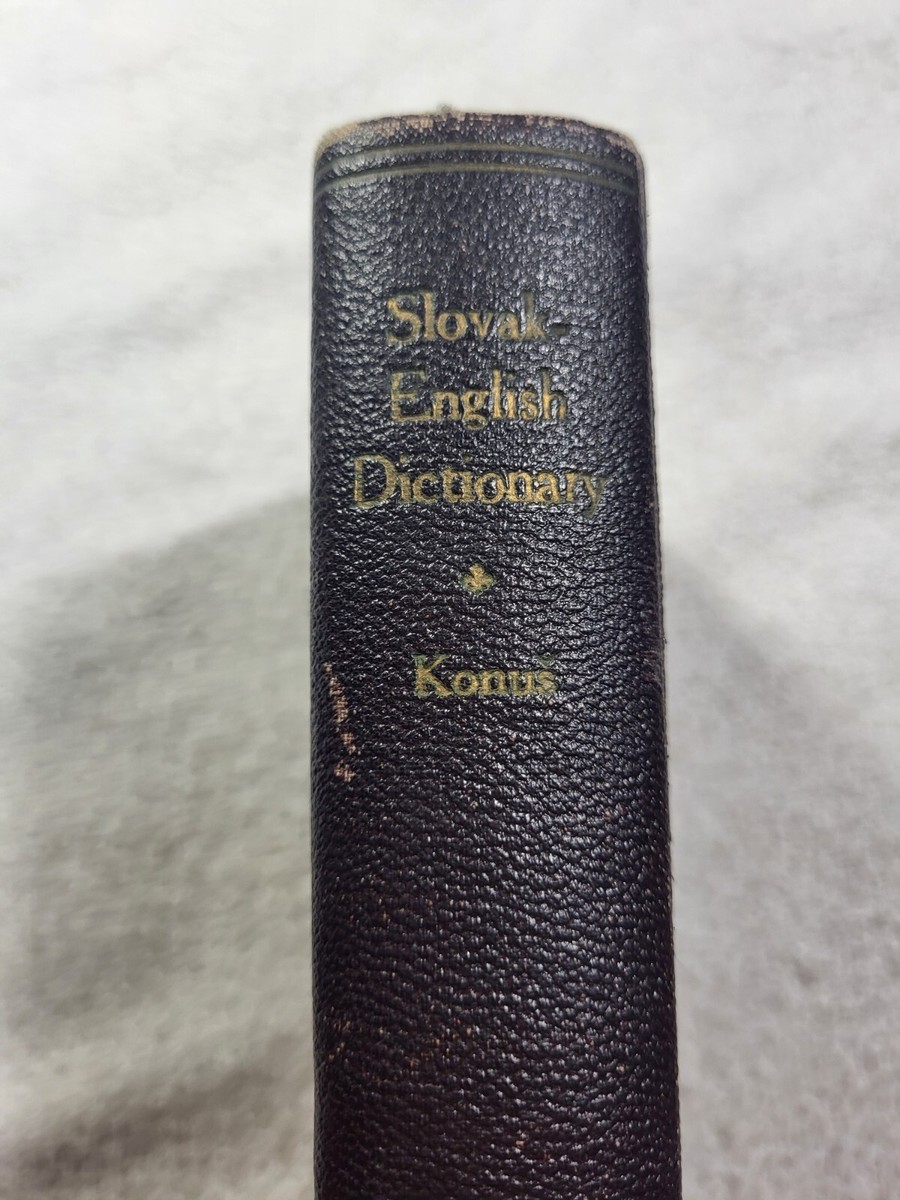 Slovak-
English
Dictionary
Konuš